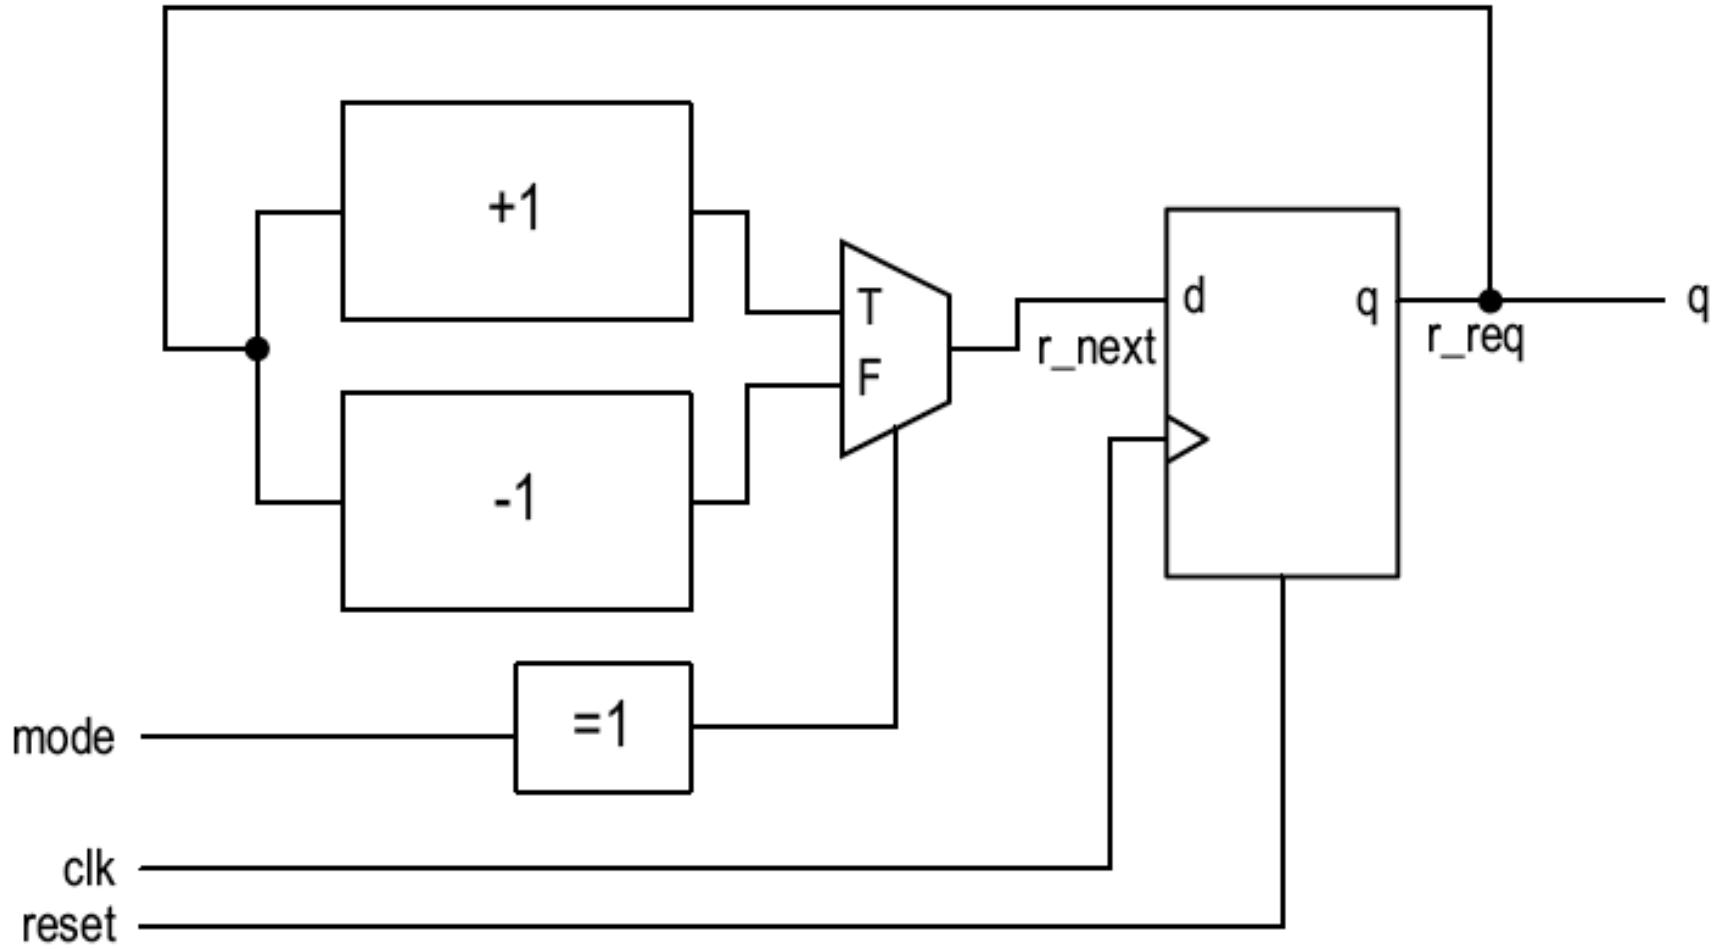 +1
T
d
q
q
r_next
r_req
F
-1
=1
mode
clk
reset